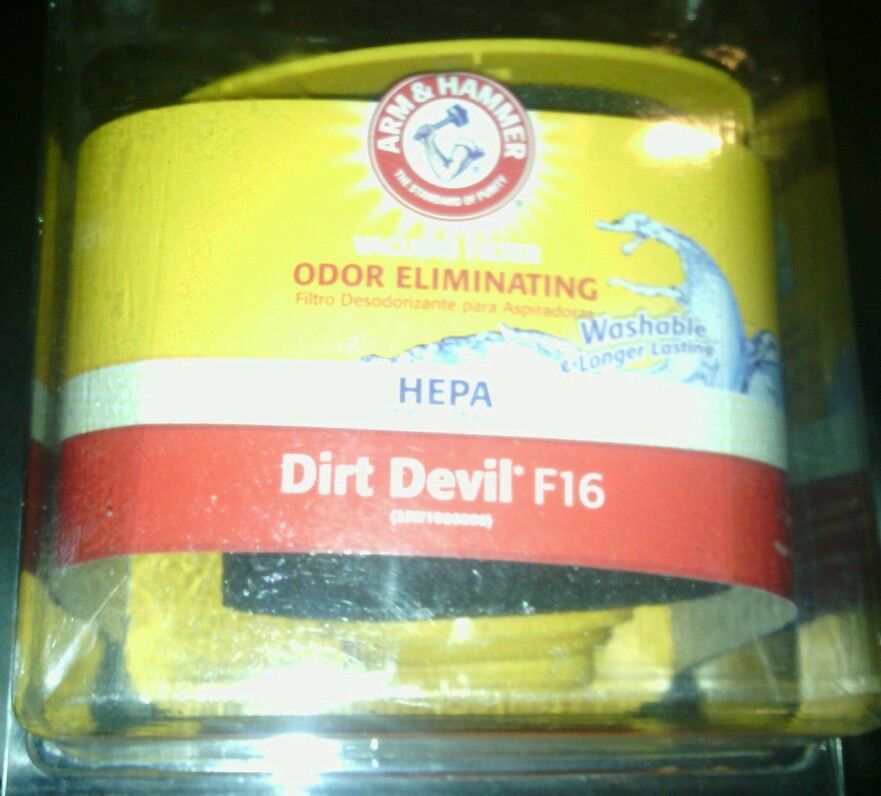 ARM & HAMMER
THE STANDARD OF PURITY
VACUUM FILTER
ODOR ELIMINATING
Filtro Desodorizante para Aspiradoras
Washable
& Longer Lasting
HEPA
Dirt Devil F16